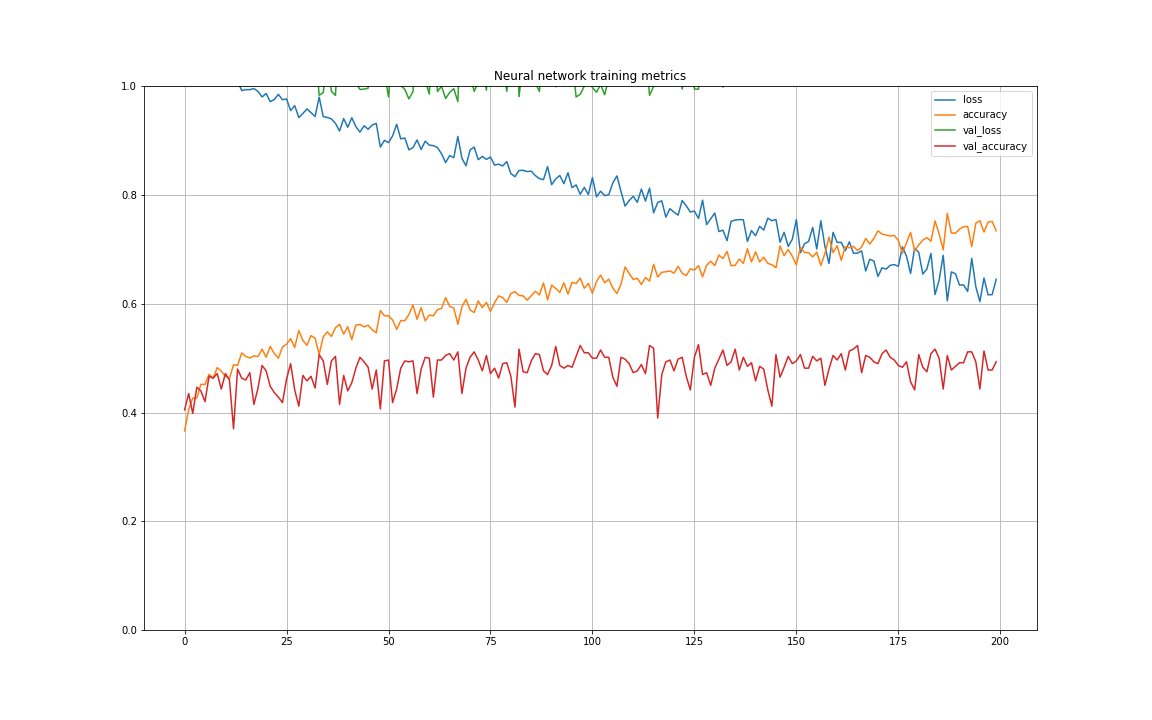 Neural network training metrics
1.0
0.8
0.6
0.4
0.2
0.0
loss
accuracy
val_loss
val_accuracy
0 25 50 75 100 125 150 175 200